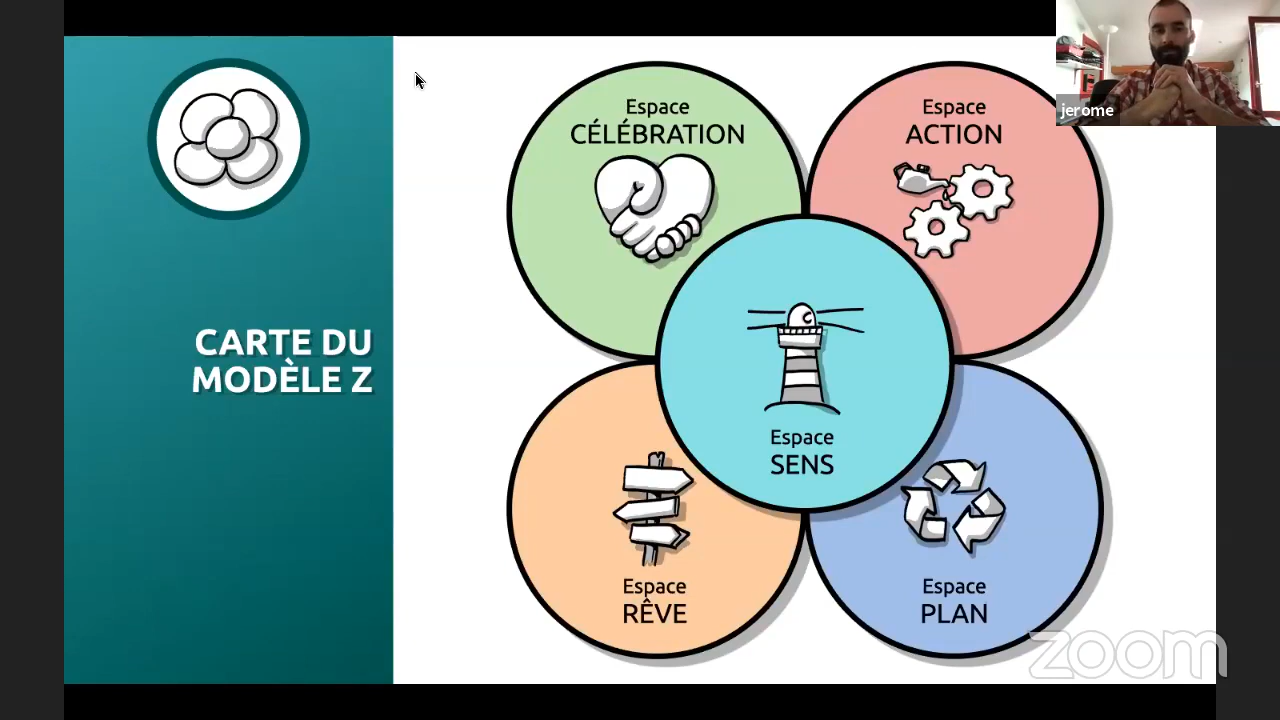 jerome
CARTE DU
MODÈLE Z
Espace
CÉLÉBRATION
Espace
ACTION
Espace
SENS
Espace
RÊVE
Espace
PLAN
zoom